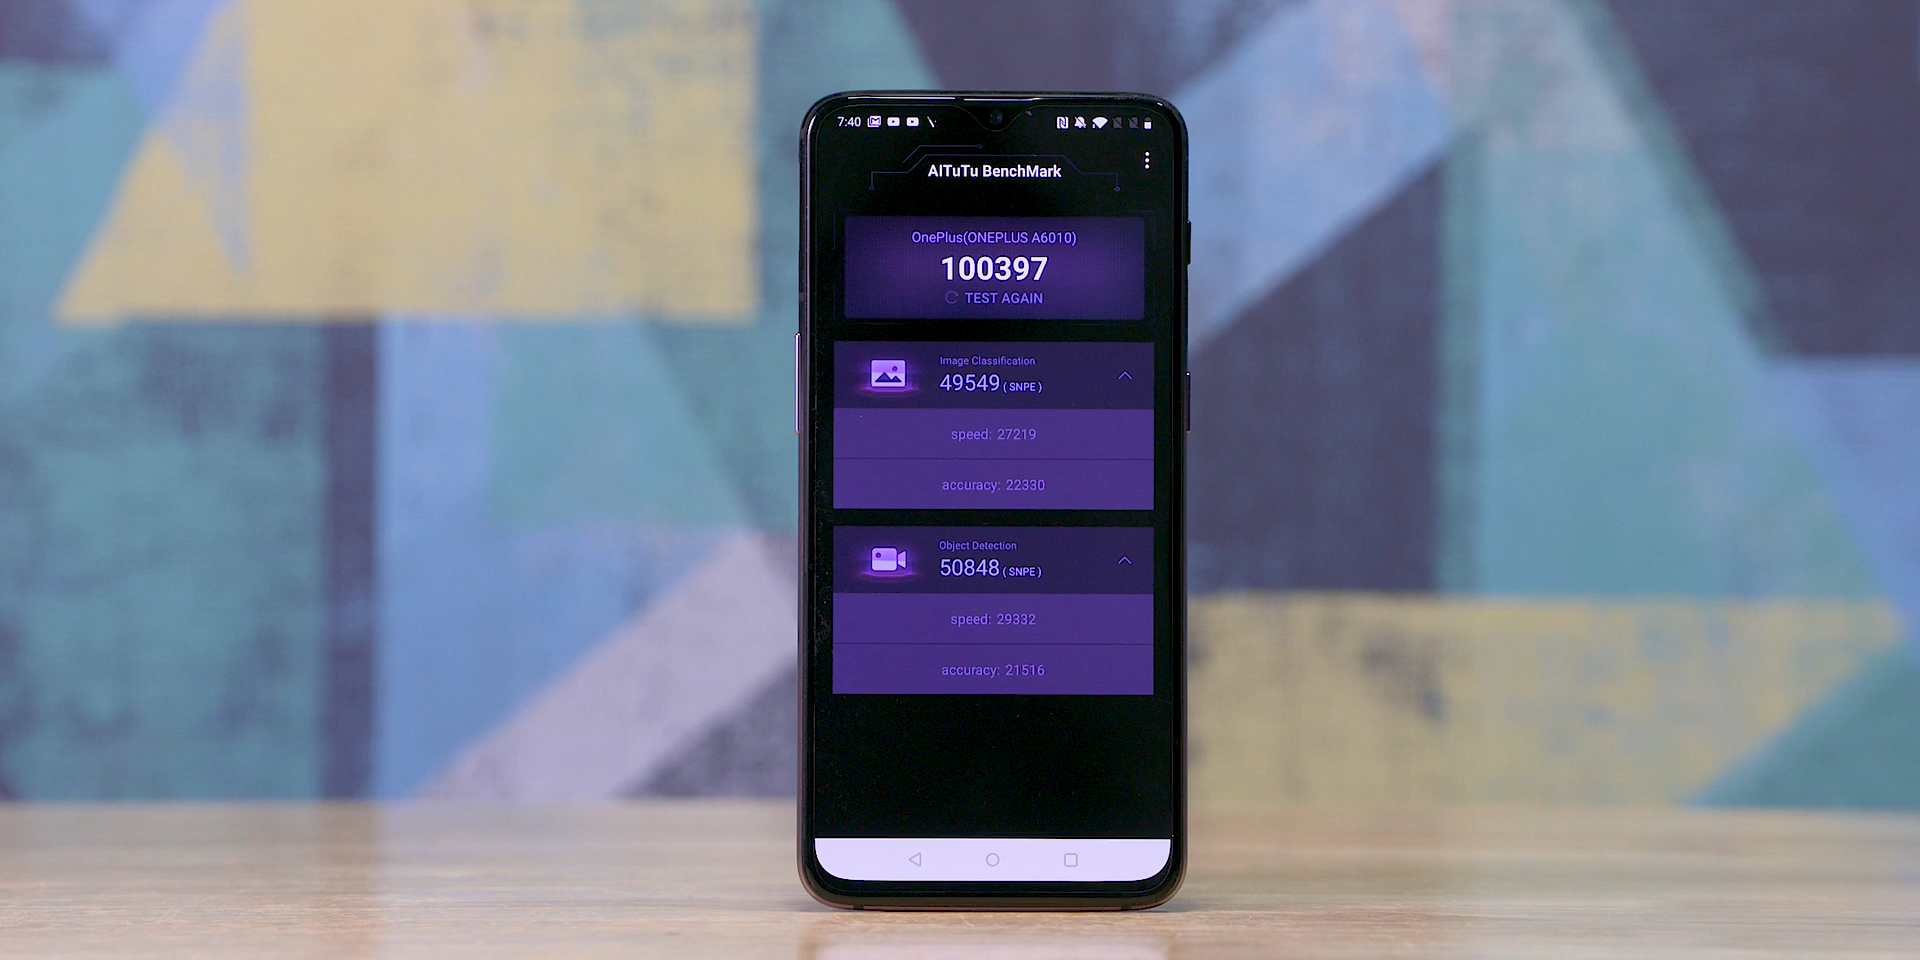 7:40
AITuTu BenchMark
OnePlus(ONEPLUS A6010)
100397
TEST AGAIN
Image Classification
49549 ( SNPE )
speed: 27219
accuracy: 22330
Object Detection
50848 ( SNPE )
speed: 29332
accuracy: 21516